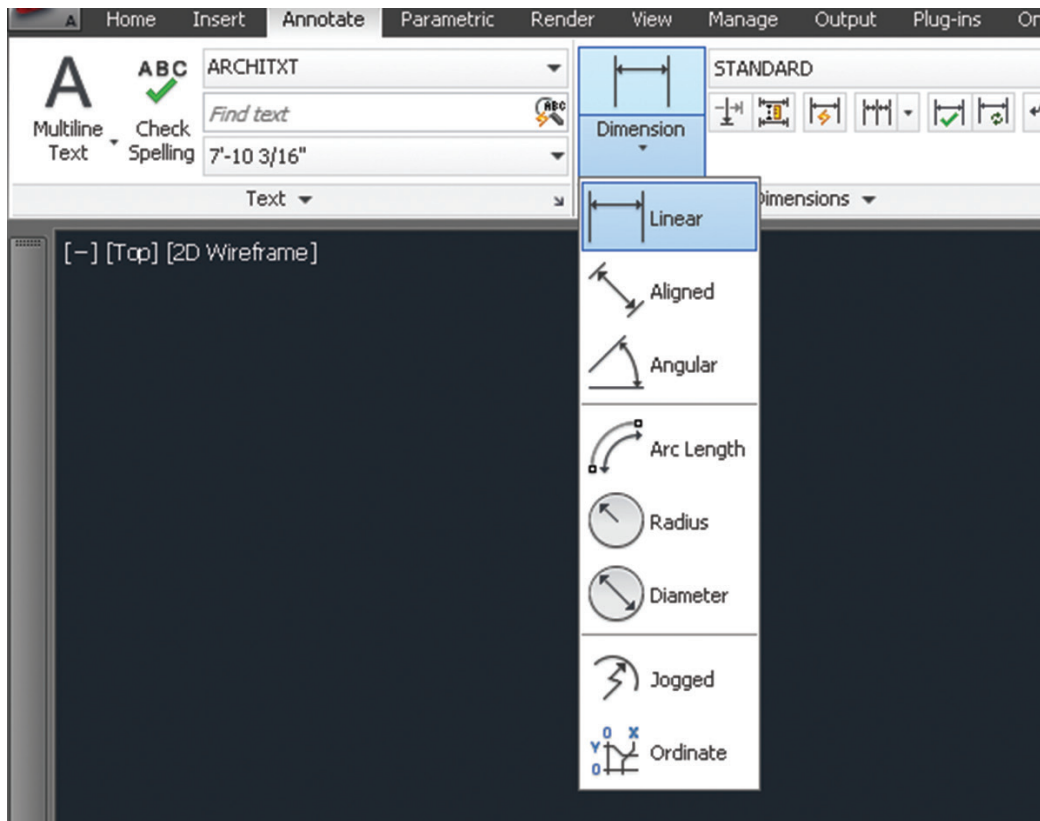 A
Home Insert Annotate Parametric Render View Manage Output Plug-ins
A
Multiline Text
ABC
Check Spelling
ARCHITXT
Find text
ABC
7'-10 3/16"
Text
Dimension
STANDARD
Dimensions
Linear
Aligned
Angular
Arc Length
Radius
Diameter
Jogged
O X
Y
O
Ordinate
[−] [Top] [2D Wireframe]